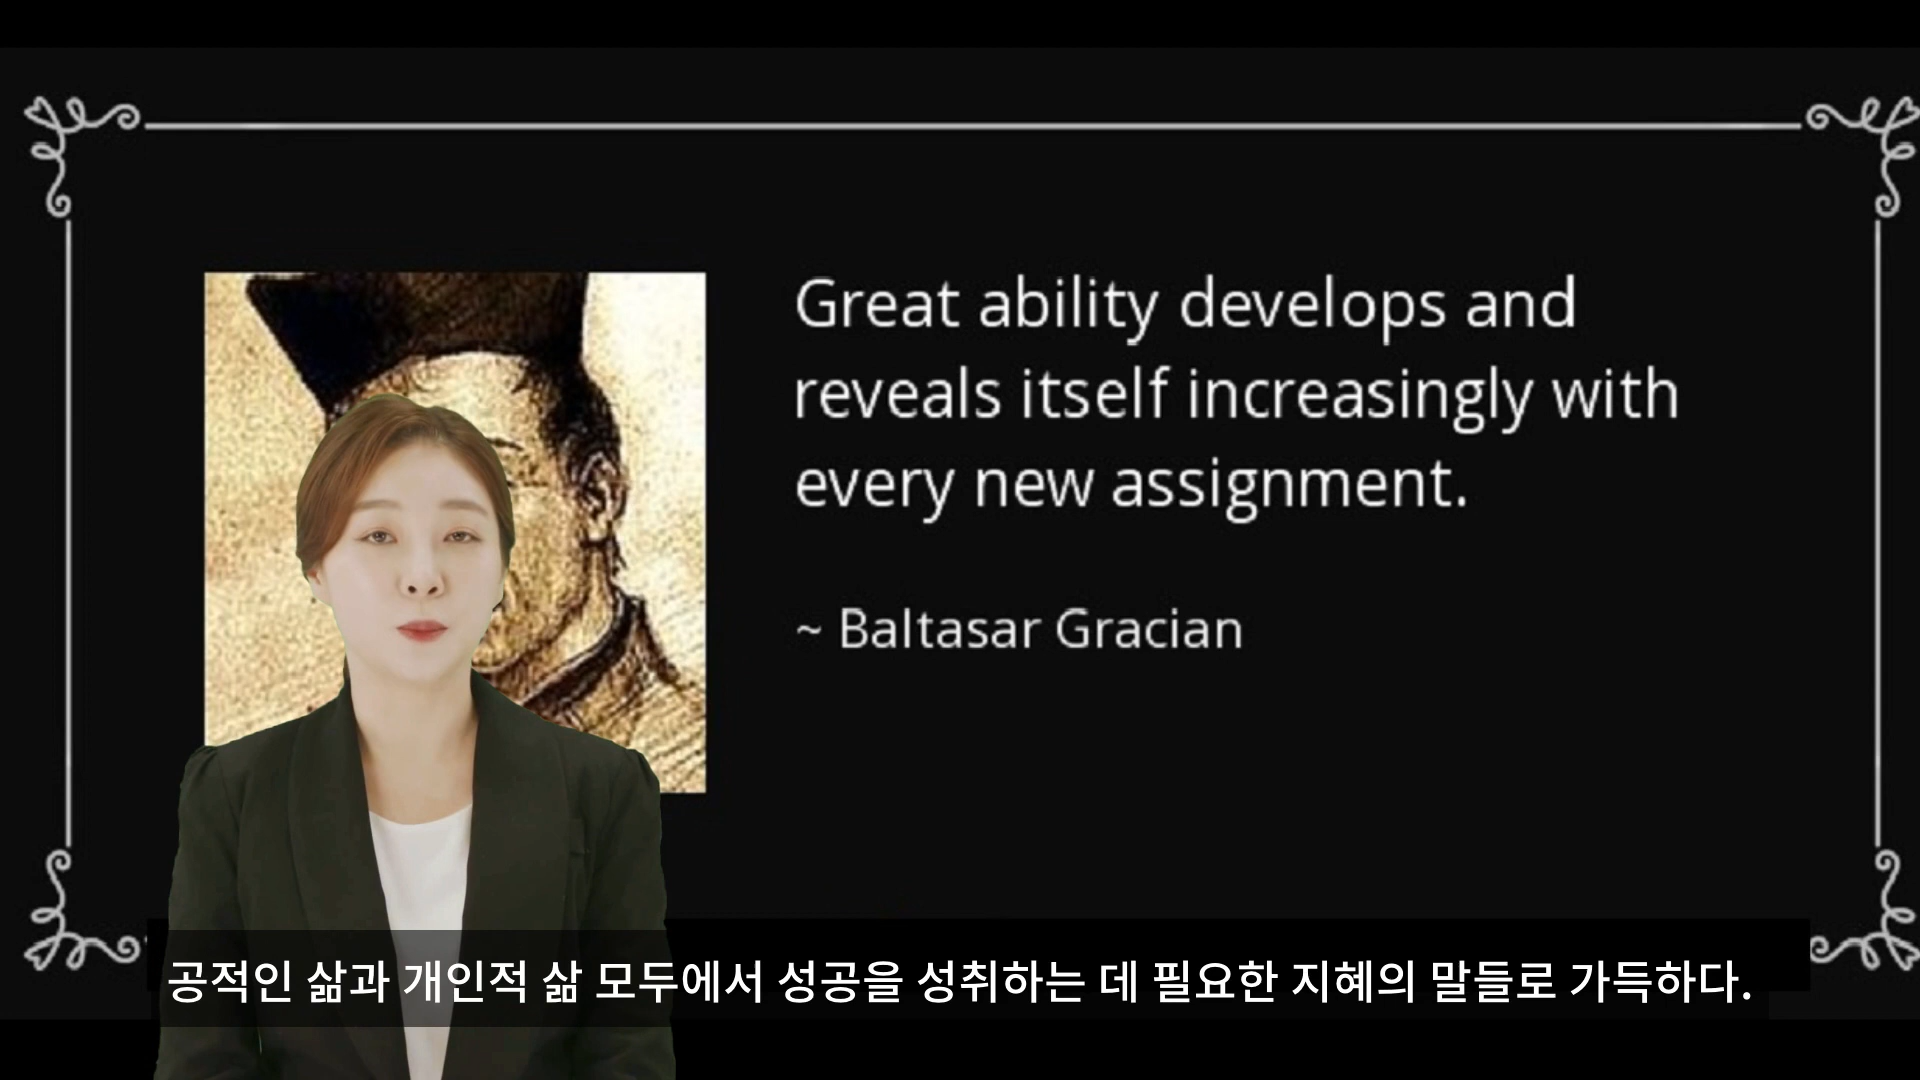 Great ability develops and
reveals itself increasingly with
every new assignment.
~ Baltasar Gracian
공적인 삶과 개인적 삶 모두에서 성공을 성취하는 데 필요한 지혜의 말들로 가득하다.